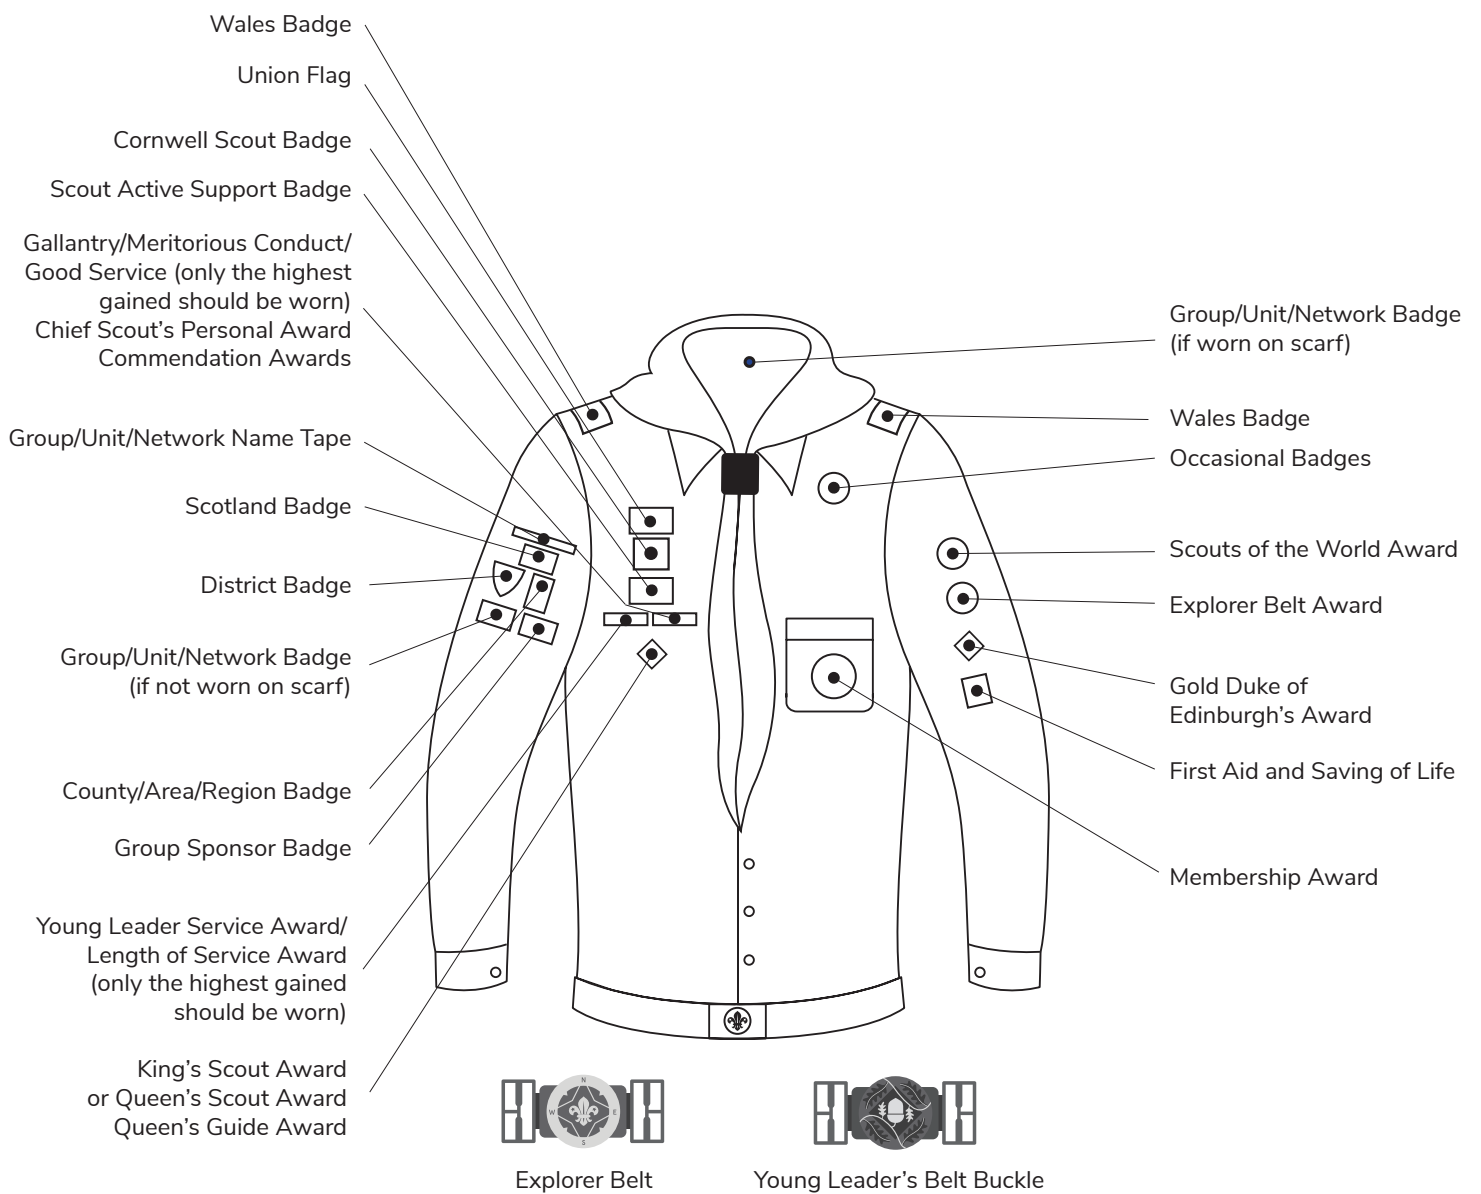 Wales Badge
Union Flag
Cornwell Scout Badge
Scout Active Support Badge
Gallantry/Meritorious Conduct/
Good Service (only the highest
gained should be worn)
Chief Scout’s Personal Award
Commendation Awards
Group/Unit/Network Name Tape
Scotland Badge
District Badge
Group/Unit/Network Badge
(if not worn on scarf)
County/Area/Region Badge
Group Sponsor Badge
Young Leader Service Award/
Length of Service Award
(only the highest gained
should be worn)
King’s Scout Award
or Queen’s Scout Award
Queen’s Guide Award
Group/Unit/Network Badge
(if worn on scarf)
Wales Badge
Occasional Badges
Scouts of the World Award
Explorer Belt Award
Gold Duke of
Edinburgh’s Award
First Aid and Saving of Life
Membership Award
N
W
E
S
Explorer Belt
Young Leader’s Belt Buckle